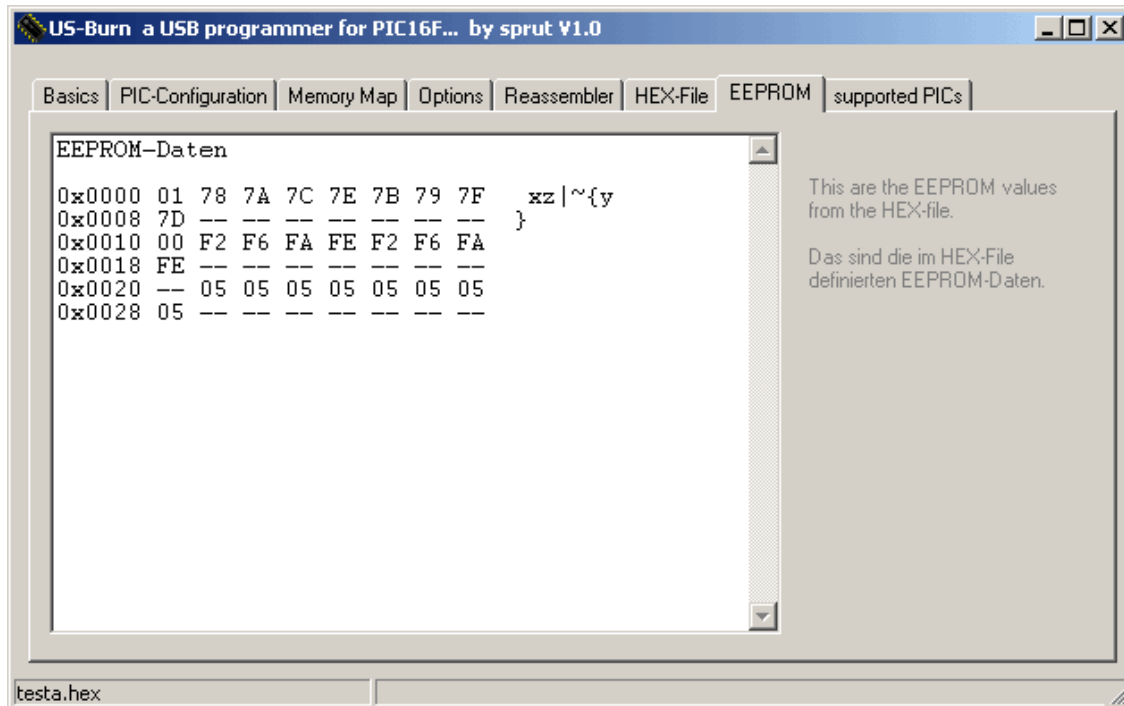 US-Burn a USB programmer for PIC16F... by sprut V1.0
Basics PIC-Configuration Memory Map Options Reassembler HEX-File EEPROM supported PICs
EEPROM-Daten
0x0000 01 78 7A 7C 7E 7B 79 7F xz|~{y
0x0008 7D -- -- -- -- -- -- -- }
0x0010 00 F2 F6 FA FE F2 F6 FA
0x0018 FE -- -- -- -- -- -- --
0x0020 -- 05 05 05 05 05 05 05
0x0028 05 -- -- -- -- -- -- --
This are the EEPROM values
from the HEX-file.
Das sind die im HEX-File
definierten EEPROM-Daten.
testa.hex